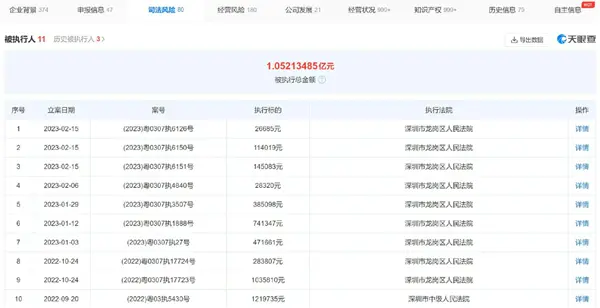 企业背景 374 申报信息 47 司法风险 80 经营风险 180 公司发展 21 经营状况 990+ 知识产权 990+ 历史信息 75 自主信息
被执行人 11 历史被执行人 3 导出数据 天眼查
1.05213485亿元
被执行总金额
序号 立案日期 案号 执行标的 执行法院 操作
1 2023-02-15 (2023)粤0307执6126号 26685元 深圳市龙岗区人民法院 详情
2 2023-02-15 (2023)粤0307执6150号 114019元 深圳市龙岗区人民法院 详情
3 2023-02-15 (2023)粤0307执6151号 145083元 深圳市龙岗区人民法院 详情
4 2023-02-06 (2023)粤0307执4840号 28320元 深圳市龙岗区人民法院 详情
5 2023-01-29 (2023)粤0307执3507号 385098元 深圳市龙岗区人民法院 详情
6 2023-01-12 (2023)粤0307执1888号 741347元 深圳市龙岗区人民法院 详情
7 2023-01-03 (2023)粤0307执27号 471661元 深圳市龙岗区人民法院 详情
8 2022-10-24 (2022)粤0307执17724号 283807元 深圳市龙岗区人民法院 详情
9 2022-10-24 (2022)粤0307执17723号 1035810元 深圳市龙岗区人民法院 详情
10 2022-09-20 (2022)粤03执5430号 1219735元 深圳市中级人民法院 详情